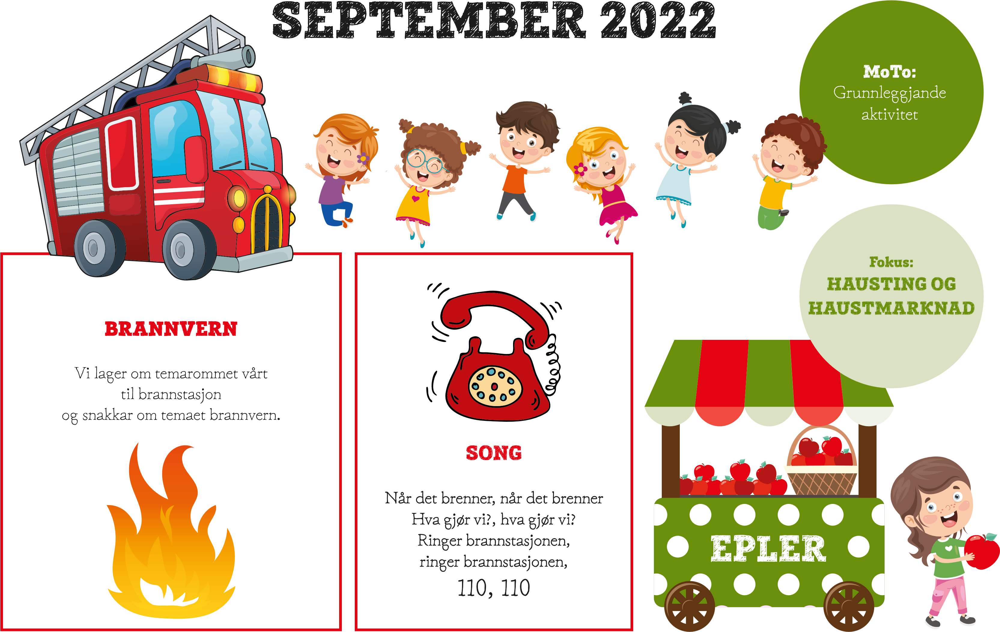 SEPTEMBER 2022
MoTo:
Grunnleggjande
aktivitet
Fokus:
HAUSTING OG
HAUSTMARKNAD
BRANNVERN
Vi lager om temarommet vårt
til brannstasjon
og snakkar om temaet brannvern.
SONG
Når det brenner, når det brenner
Hva gjør vi?, hva gjør vi?
Ringer brannstasjonen,
ringer brannstasjonen,
110, 110
EPLER